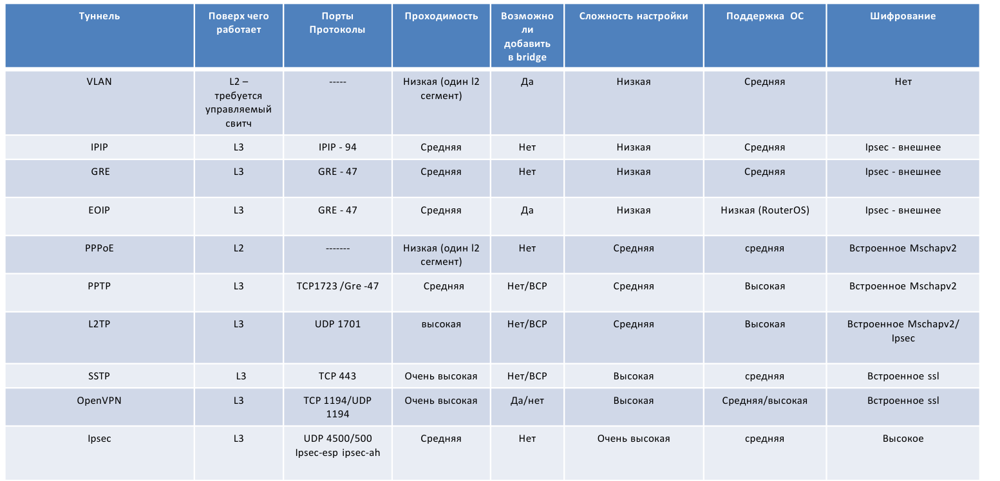 Туннель
Поверх чего
работает
Порты
Протоколы
Проходимость
Возможно
ли
добавить
в bridge
Сложность настройки
Поддержка ОС
Шифрование
VLAN
L2 –
требуется
управляемый
свитч
-----
Низкая (один l2
сегмент)
Да
Низкая
Средняя
Нет
IPIP
L3
IPIP - 94
Средняя
Нет
Низкая
Средняя
Ipsec - внешнее
GRE
L3
GRE - 47
Средняя
Нет
Низкая
Средняя
Ipsec - внешнее
EOIP
L3
GRE - 47
Средняя
Да
Низкая
Низкая (RouterOS)
Ipsec - внешнее
PPPoE
L2
-------
Низкая (один l2
сегмент)
Нет
Средняя
средняя
Встроенное Mschapv2
PPTP
L3
TCP1723 /Gre -47
Средняя
Нет/BCP
Средняя
Высокая
Встроенное Mschapv2
L2TP
L3
UDP 1701
высокая
Нет/BCP
Средняя
Высокая
Встроенное Mschapv2/
Ipsec
SSTP
L3
TCP 443
Очень высокая
Нет/BCP
Высокая
средняя
Встроенное ssl
OpenVPN
L3
TCP 1194/UDP
1194
Очень высокая
Да/нет
Высокая
Средняя/высокая
Встроенное ssl
Ipsec
L3
UDP 4500/500
Ipsec-esp ipsec-ah
Средняя
Нет
Очень высокая
средняя
Высокое